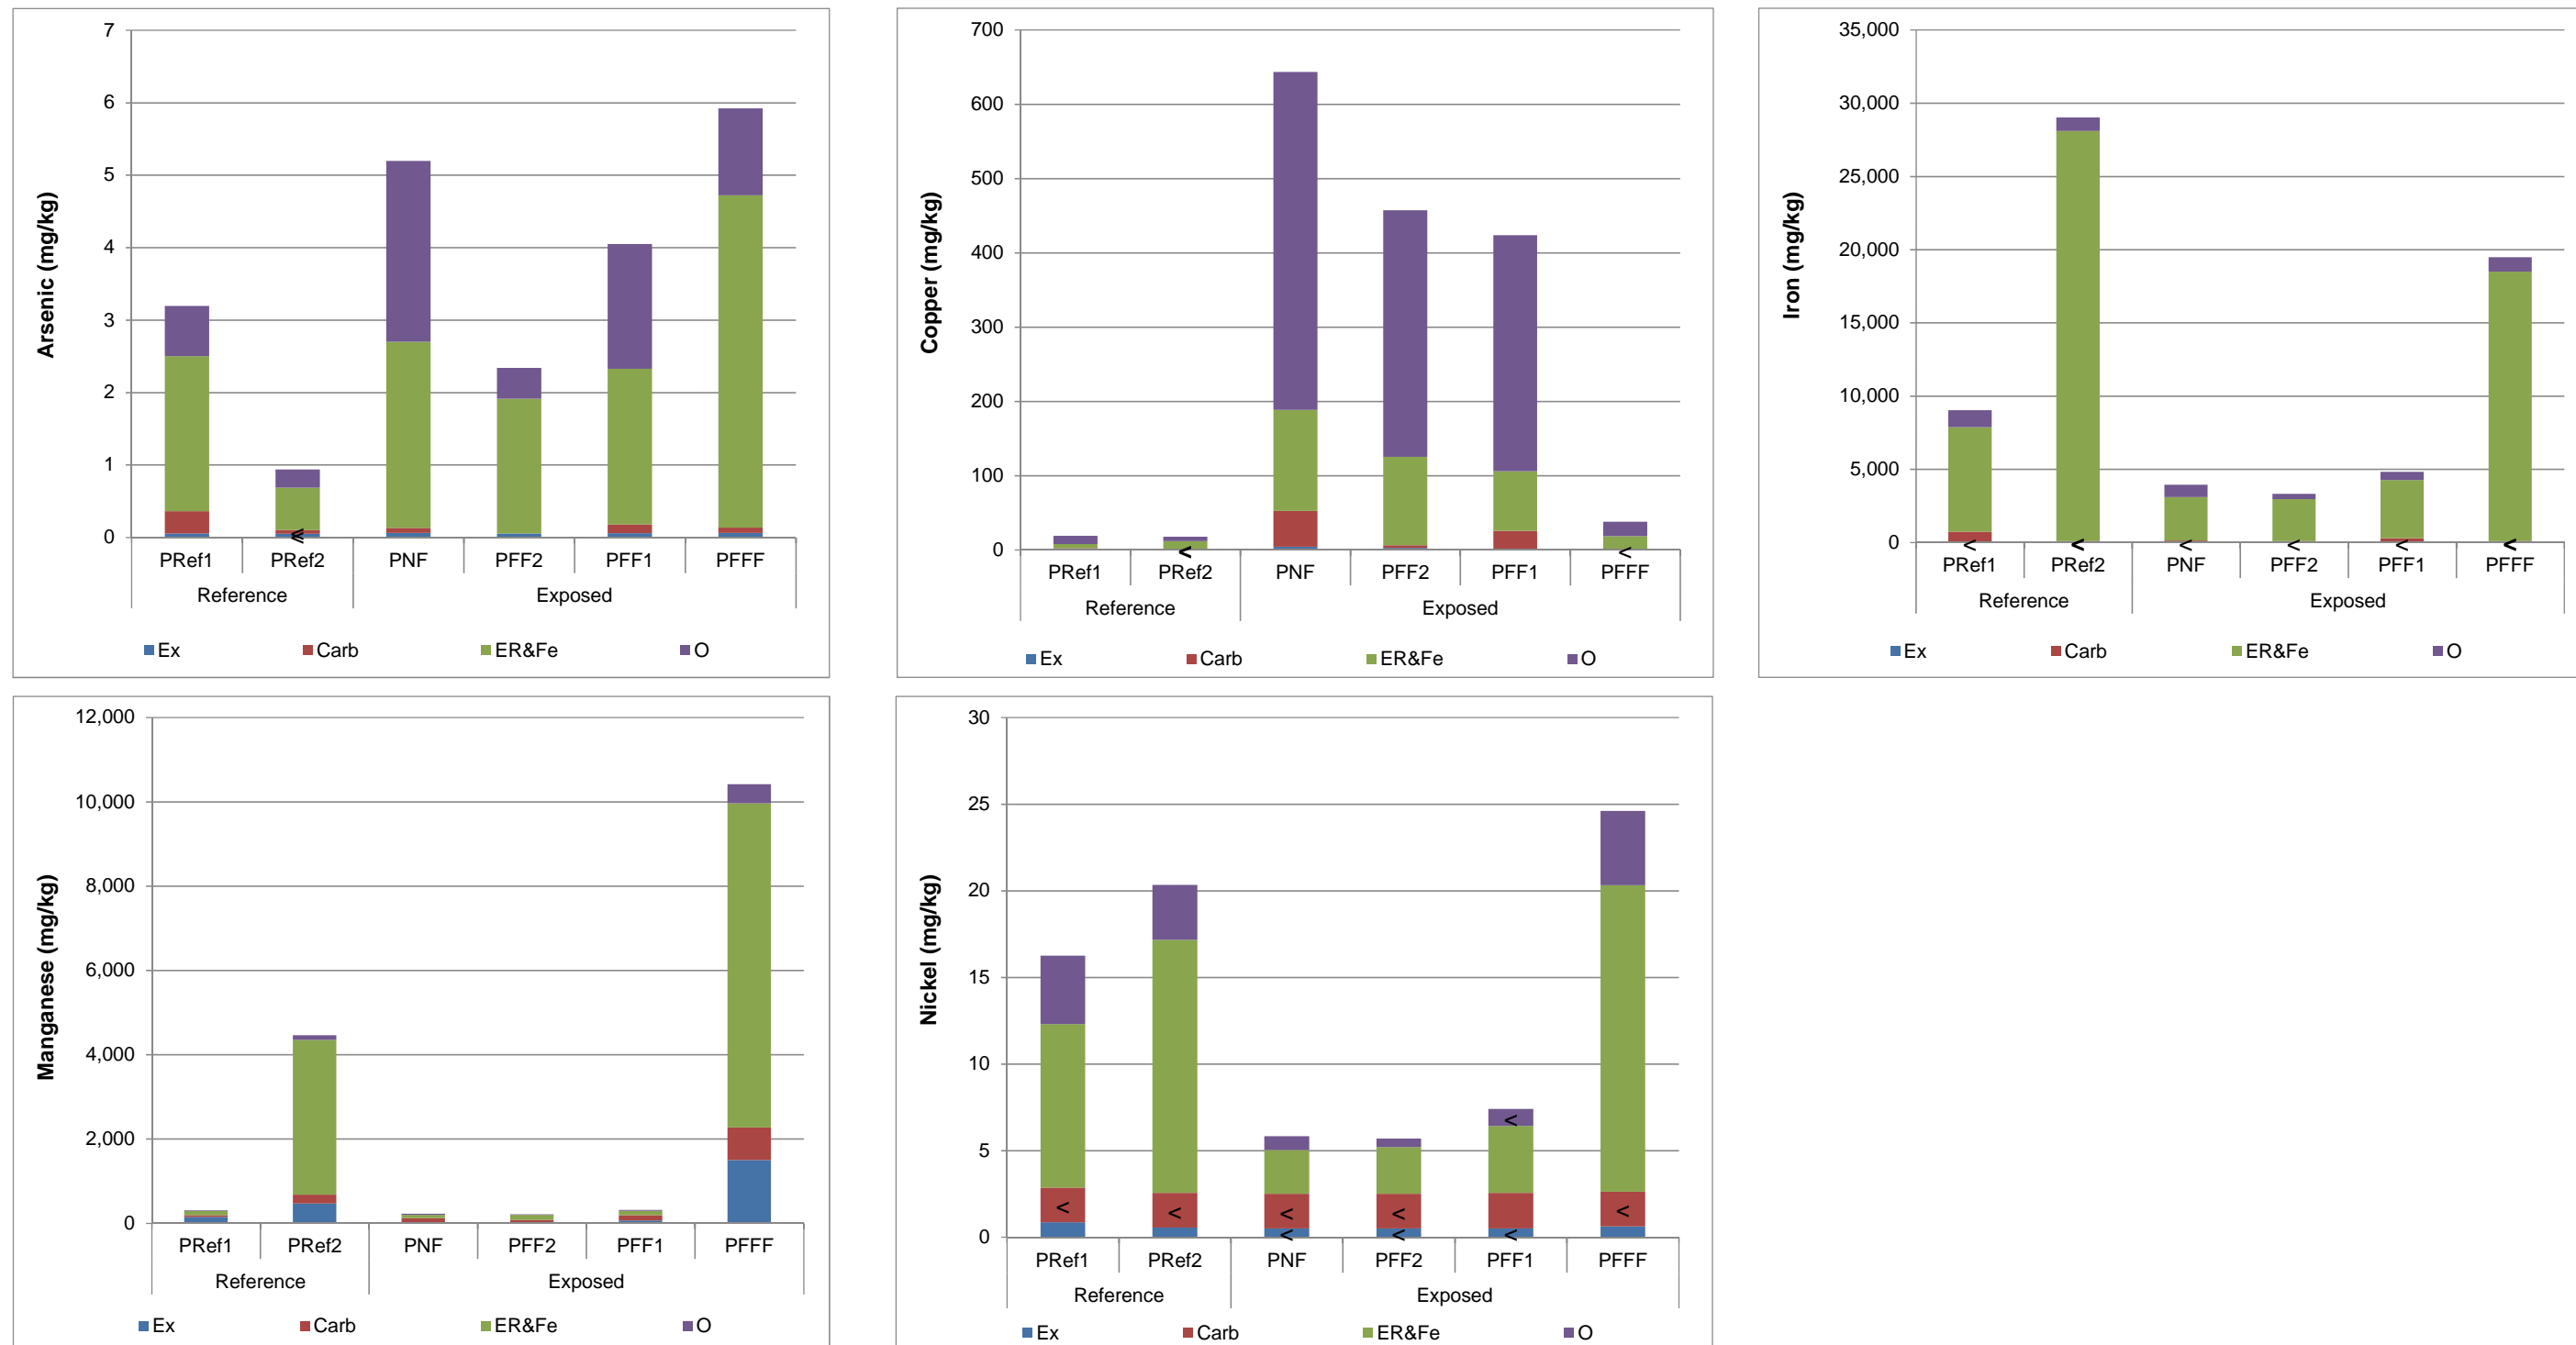 7
6
5
4
3
2
1
0
Arsenic (mg/kg)
<
<
PRef1 PRef2 PNF PFF2 PFF1 PFFF
Reference Exposed
Ex Carb ER&Fe O
700
600
500
400
300
200
100
0
Copper (mg/kg)
< <
PRef1 PRef2 PNF PFF2 PFF1 PFFF
Reference Exposed
Ex Carb ER&Fe O
35,000
30,000
25,000
20,000
15,000
10,000
5,000
0
Iron (mg/kg)
< < < < < <
PRef1 PRef2 PNF PFF2 PFF1 PFFF
Reference Exposed
Ex Carb ER&Fe O
12,000
10,000
8,000
6,000
4,000
2,000
0
Manganese (mg/kg)
PRef1 PRef2 PNF PFF2 PFF1 PFFF
Reference Exposed
Ex Carb ER&Fe O
30
25
20
15
10
5
0
Nickel (mg/kg)
<
< < < < <
< < <
PRef1 PRef2 PNF PFF2 PFF1 PFFF
Reference Exposed
Ex Carb ER&Fe O